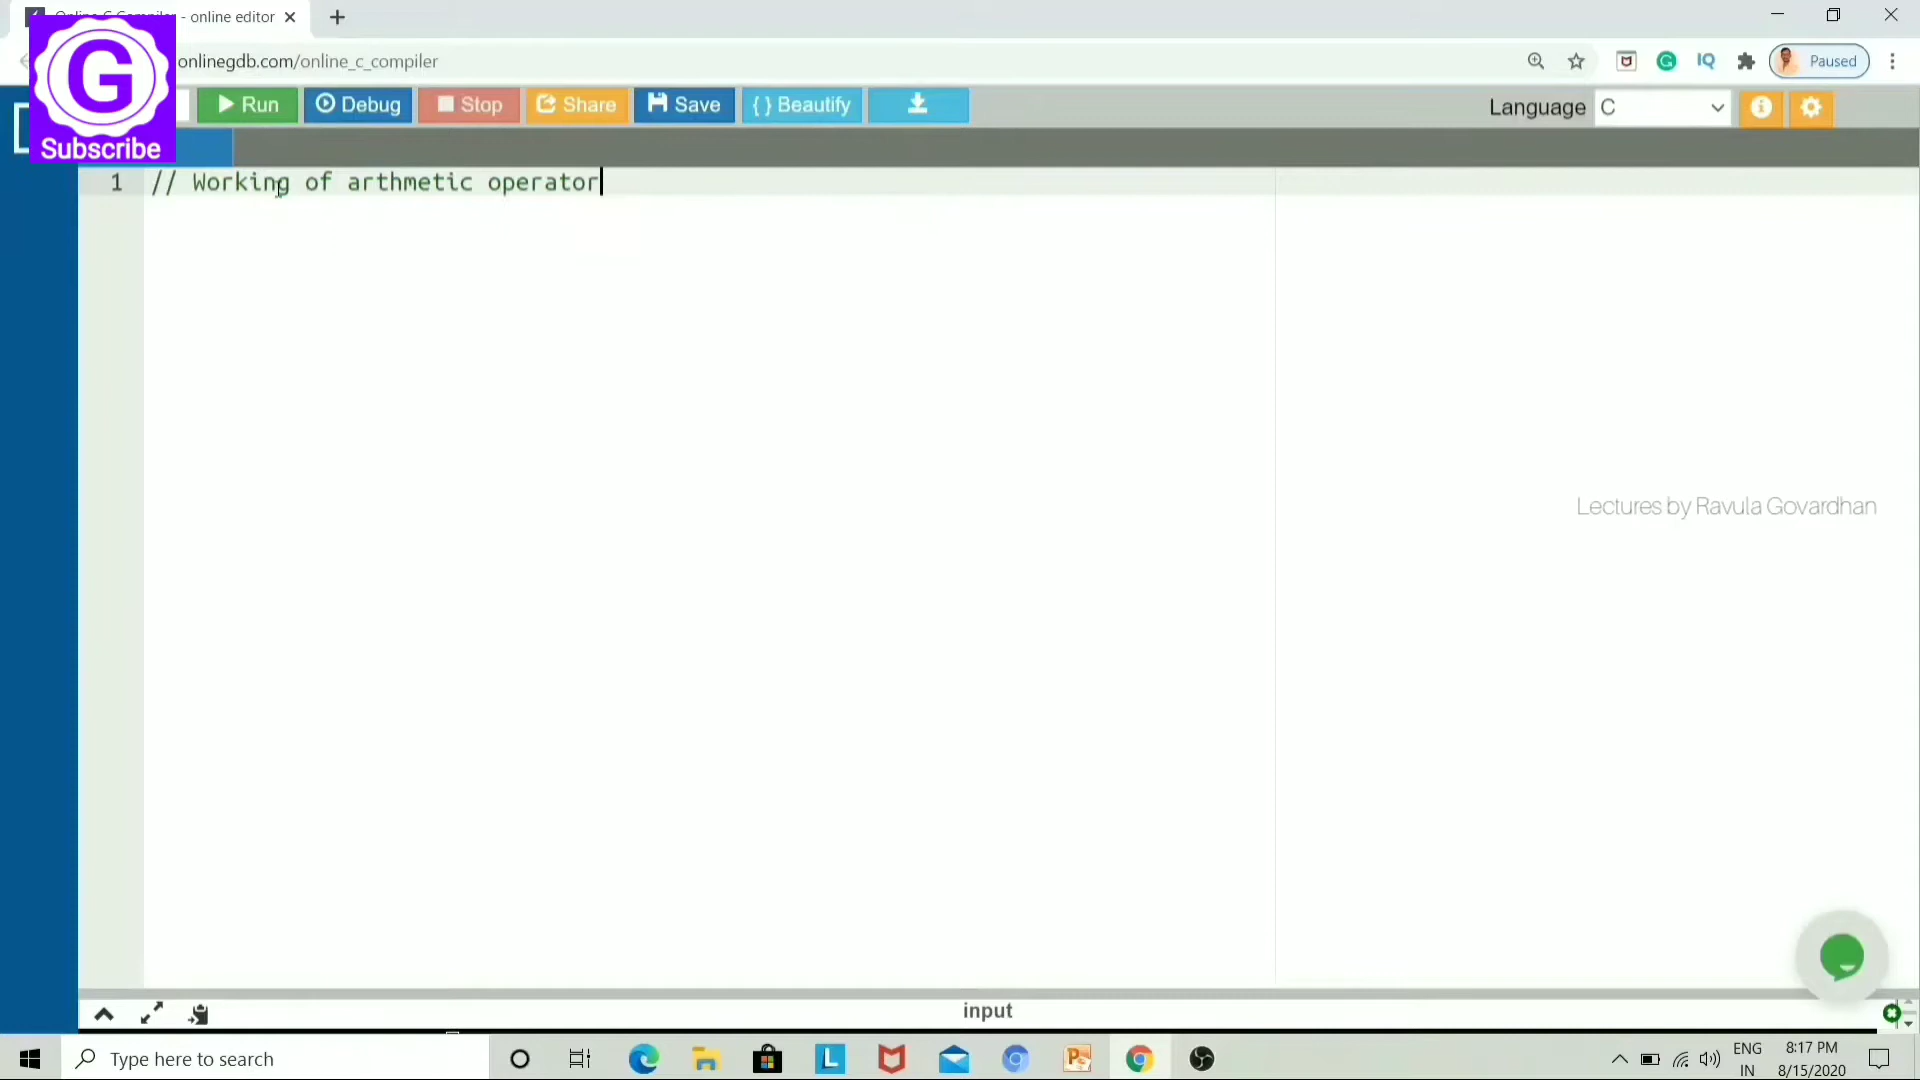 - online editor
onlinegdb.com/online_c_compiler
Paused
G
Subscribe
Run
Debug
Stop
Share
Save
{ } Beautify
Language
C
1
// Working of arthmetic operator
Lectures by Ravula Govardhan
input
Type here to search
ENG
IN
8:17 PM
8/15/2020